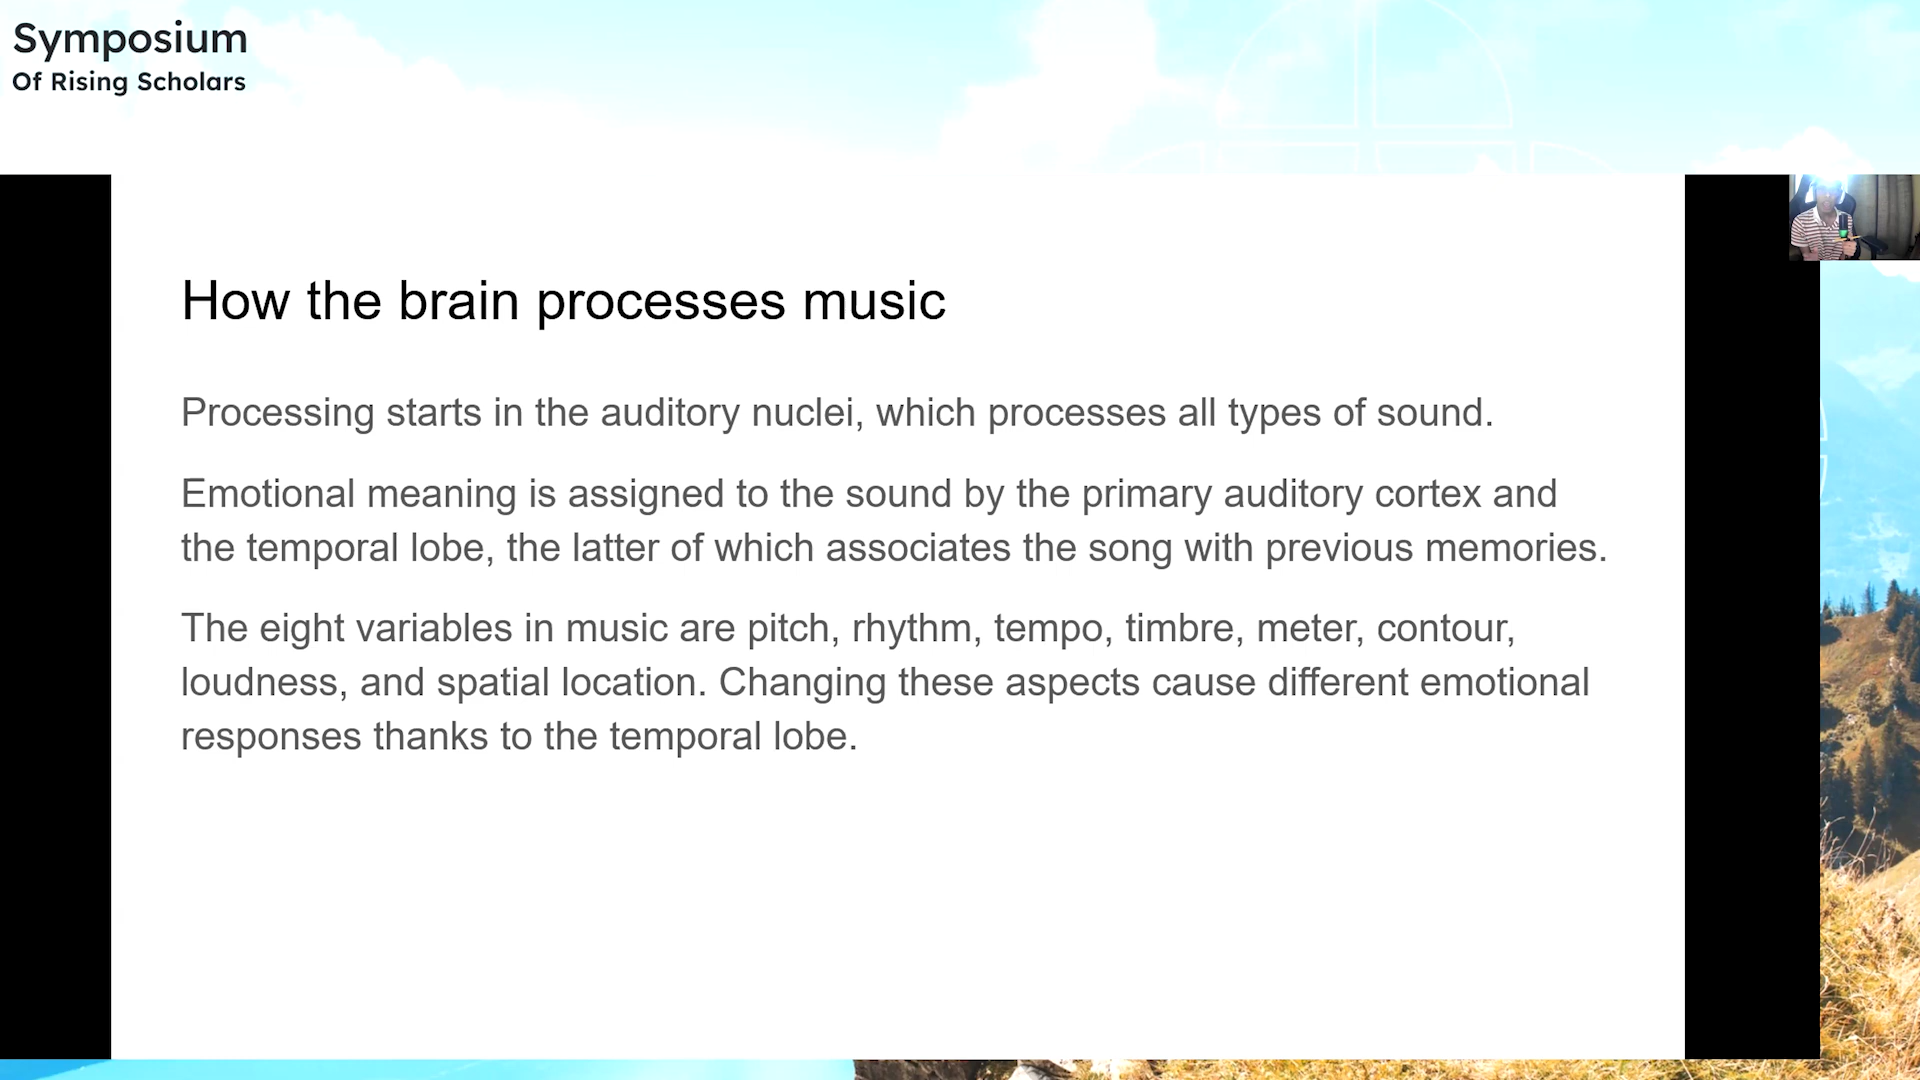 Symposium
Of Rising Scholars
How the brain processes music
Processing starts in the auditory nuclei, which processes all types of sound.
Emotional meaning is assigned to the sound by the primary auditory cortex and
the temporal lobe, the latter of which associates the song with previous memories.
The eight variables in music are pitch, rhythm, tempo, timbre, meter, contour,
loudness, and spatial location. Changing these aspects cause different emotional
responses thanks to the temporal lobe.